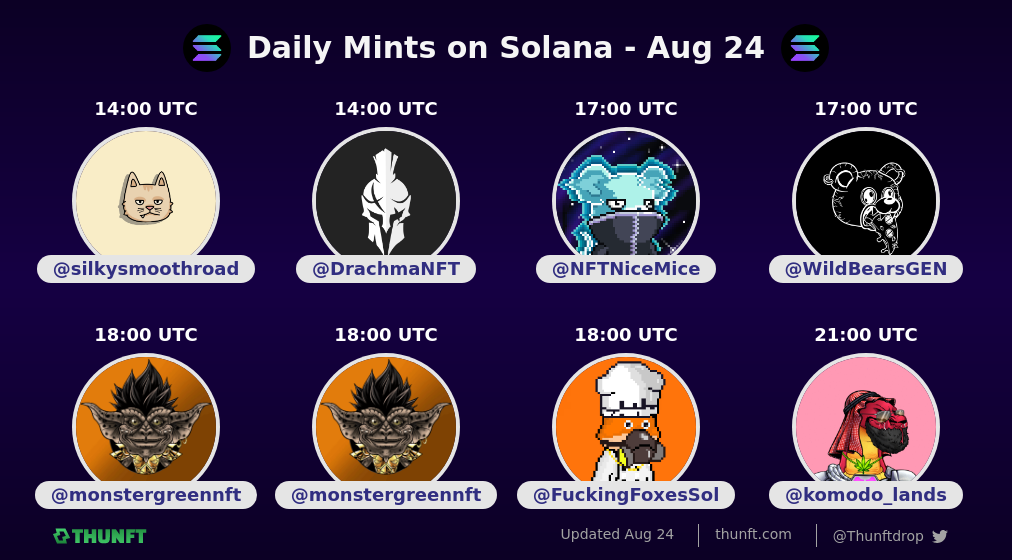 Daily Mints on Solana - Aug 24
14:00 UTC 14:00 UTC 17:00 UTC 17:00 UTC
@silkysmoothroad @DrachmaNFT @NFTNiceMice @WildBearsGEN
18:00 UTC 18:00 UTC 18:00 UTC 21:00 UTC
@monstergreennft @monstergreennft @FuckingFoxesSol @komodo_lands
THUNFT Updated Aug 24 thunft.com @Thunftdrop